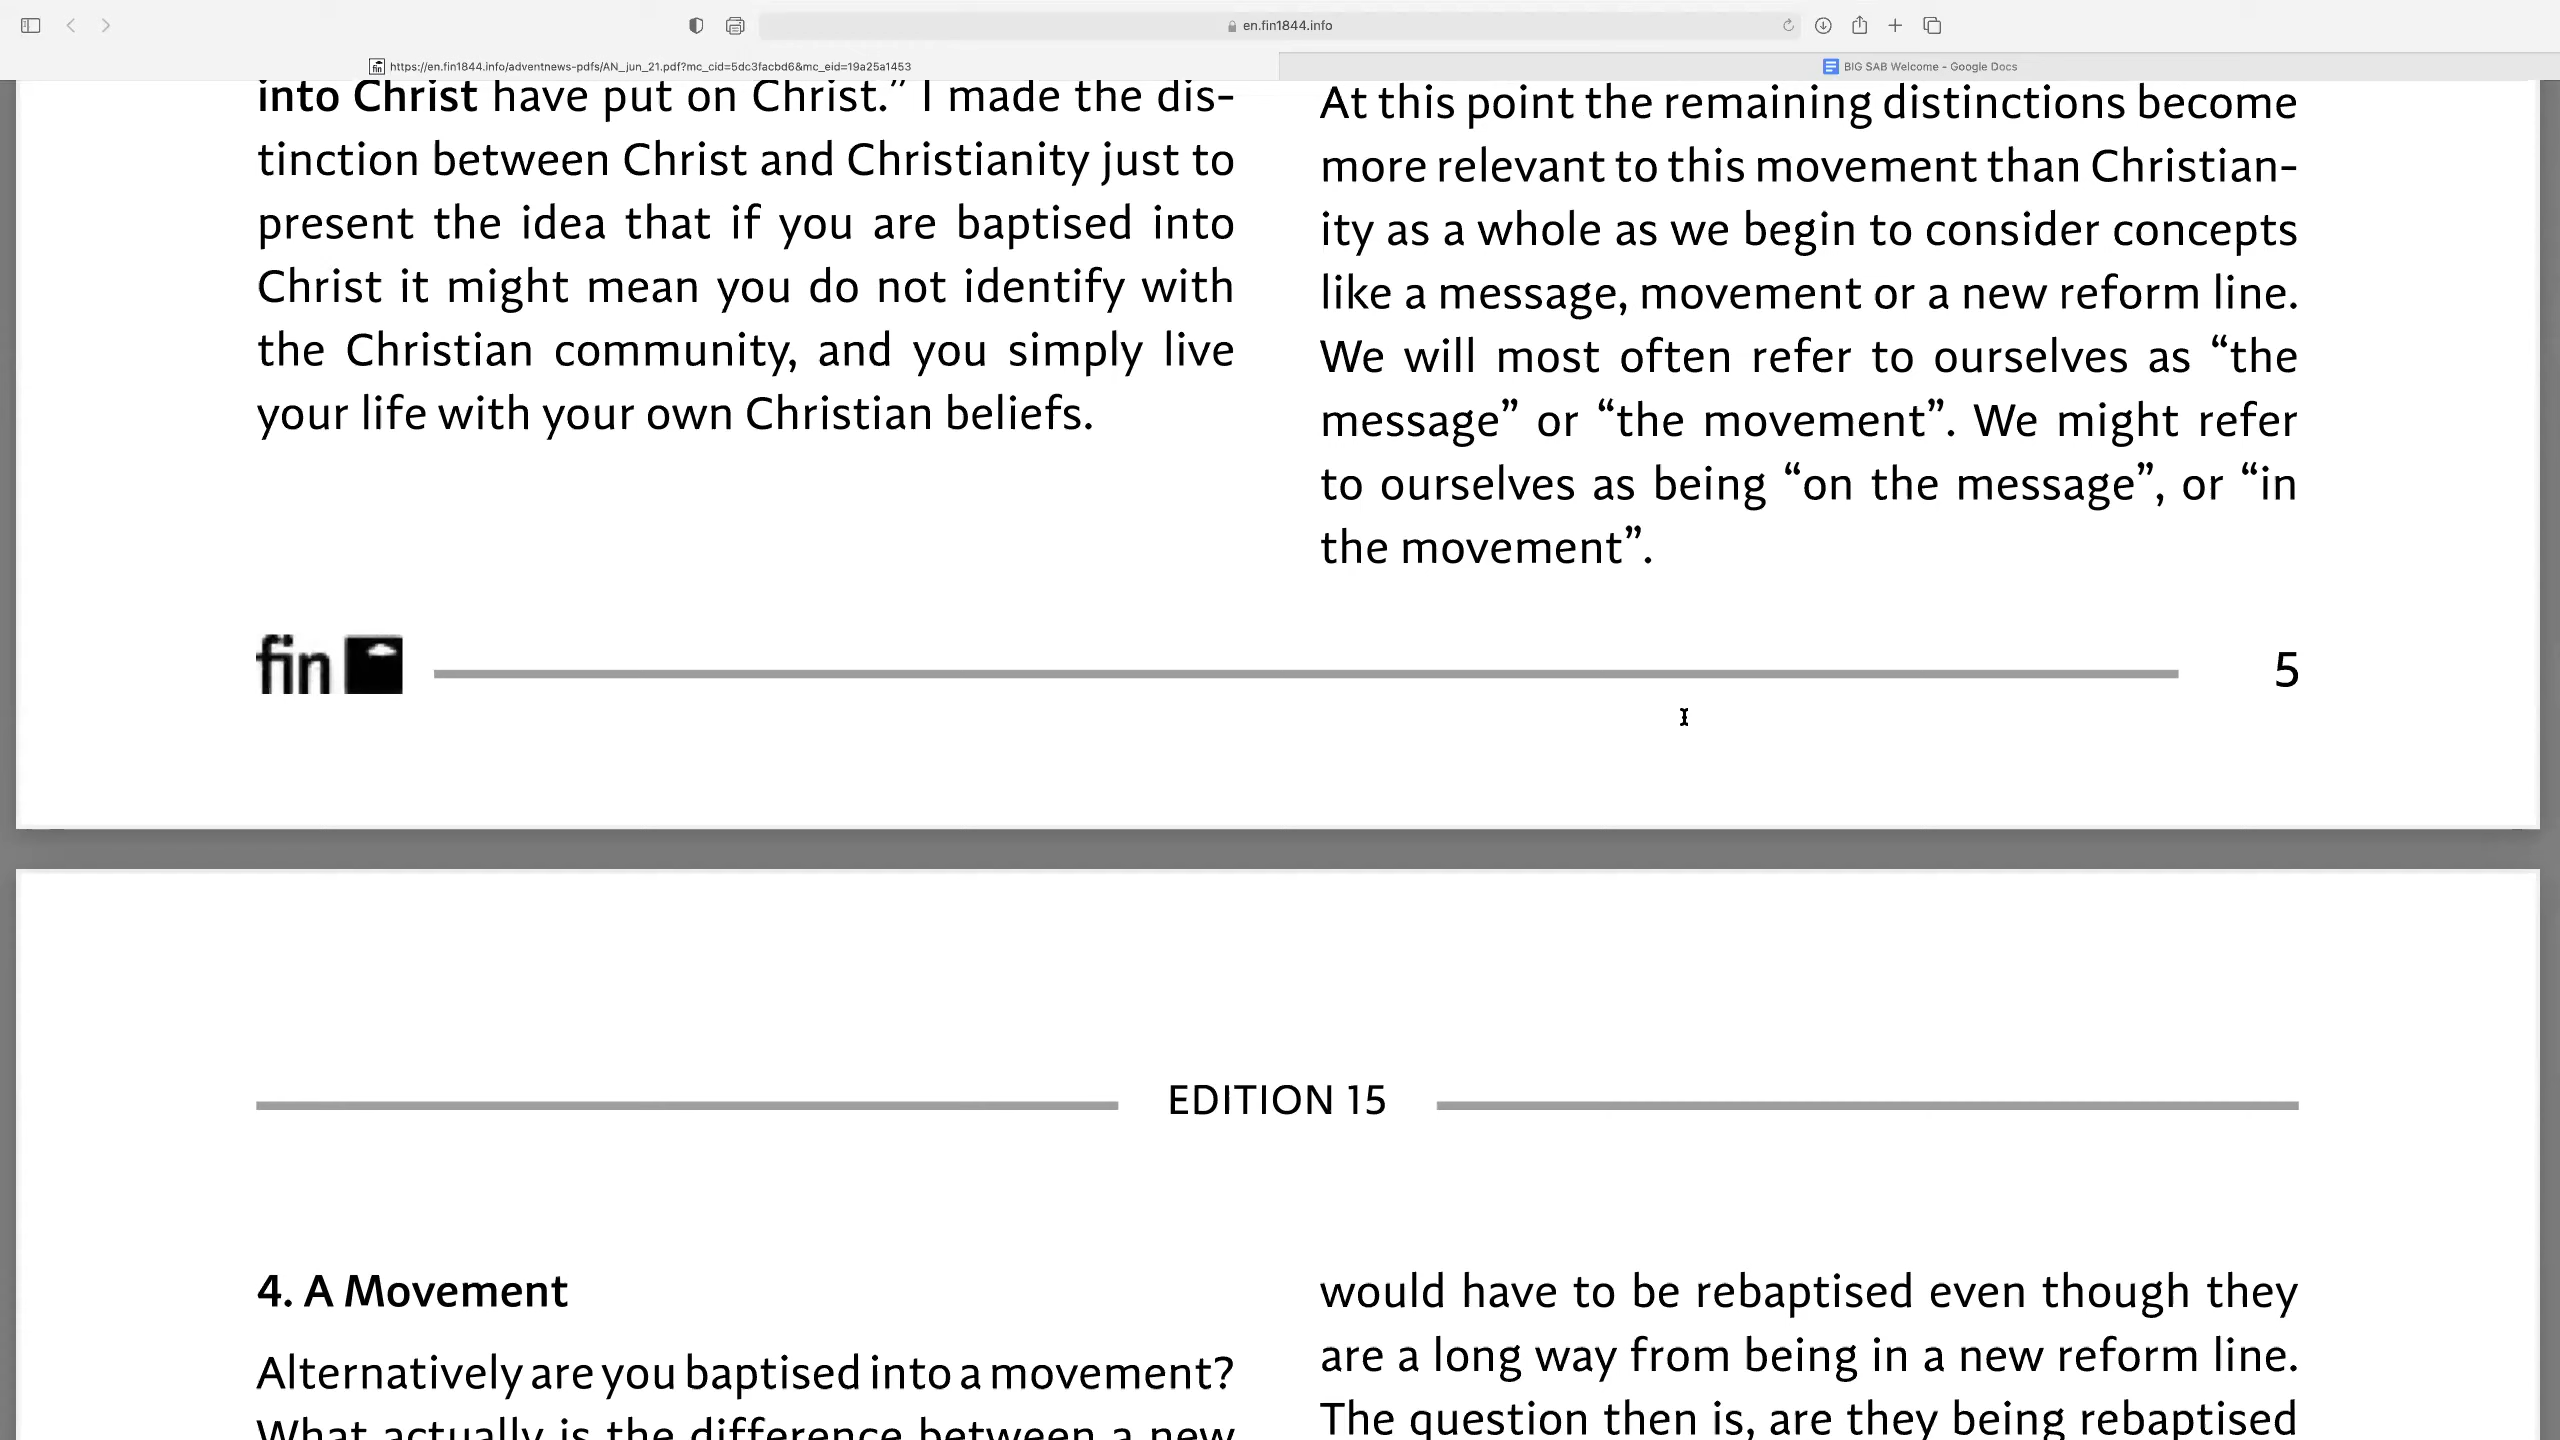 en.fin1844.info
https://en.fin1844.info/adventnews-pdfs/AN_jun_21.pdf?mc_cid=5dc3facbd6&mc_eid=19a25a1453
BIG SAB Welcome - Google Docs
into Christ have put on Christ.” I made the dis-
tinction between Christ and Christianity just to
present the idea that if you are baptised into
Christ it might mean you do not identify with
the Christian community, and you simply live
your life with your own Christian beliefs.
At this point the remaining distinctions become
more relevant to this movement than Christian-
ity as a whole as we begin to consider concepts
like a message, movement or a new reform line.
We will most often refer to ourselves as “the
message” or “the movement”. We might refer
to ourselves as being “on the message”, or “in
the movement”.
fin
5
EDITION 15
4. A Movement
Alternatively are you baptised into a movement?
What actually is the difference between a new
would have to be rebaptised even though they
are a long way from being in a new reform line.
The question then is, are they being rebaptised